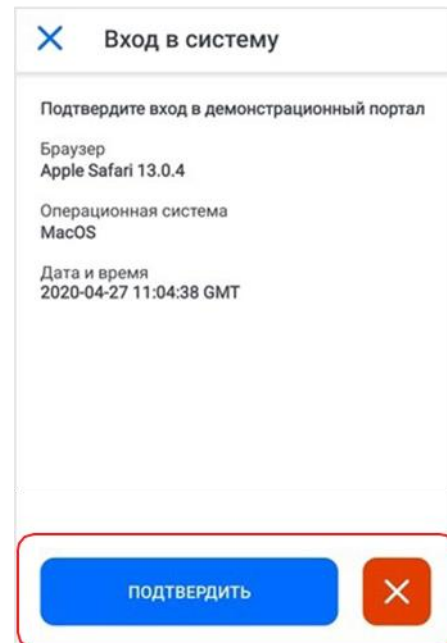 Вход в систему
Подтвердите вход в демонстрационный портал
Браузер
Apple Safari 13.0.4
Операционная система
MacOS
Дата и время
2020-04-27 11:04:38 GMT
ПОДТВЕРДИТЬ